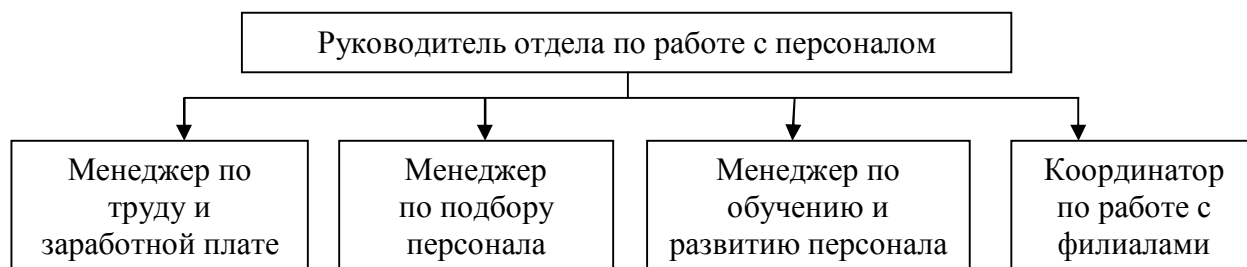 Руководитель отдела по работе с персоналом
Менеджер по
труду и
заработной плате
Менеджер
по подбору
персонала
Менеджер по
обучению и
развитию персонала
Координатор
по работе с
филиалами